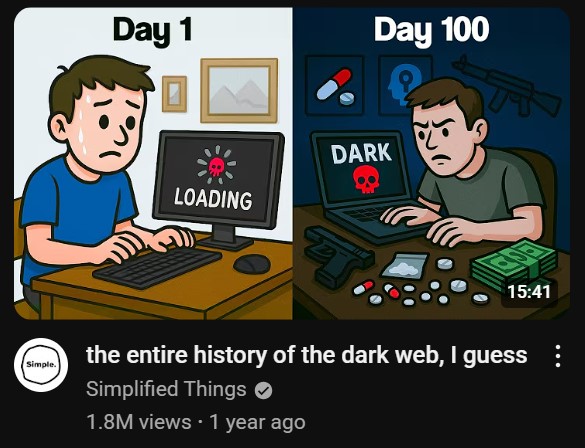 Day 1
Day 100
LOADING
DARK
15:41
Simple.
the entire history of the dark web, I guess
Simplified Things
1.8M views · 1 year ago